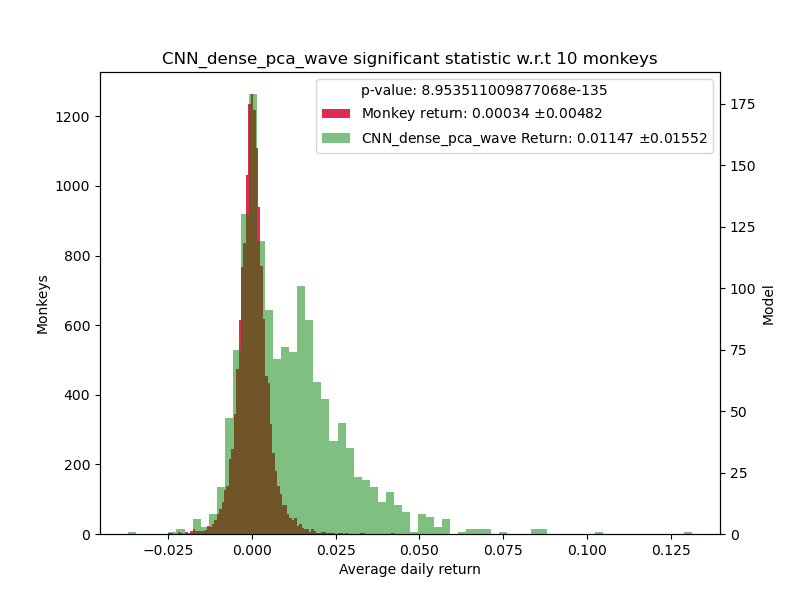 CNN_dense_pca_wave significant statistic w.r.t 10 monkeys
p-value: 8.953511009877068e-135
Monkey return: 0.00034 ±0.00482
CNN_dense_pca_wave Return: 0.01147 ±0.01552
Monkeys
1200
1000
800
600
400
200
0
Model
175
150
125
100
75
50
25
0
−0.025 0.000 0.025 0.050 0.075 0.100 0.125
Average daily return